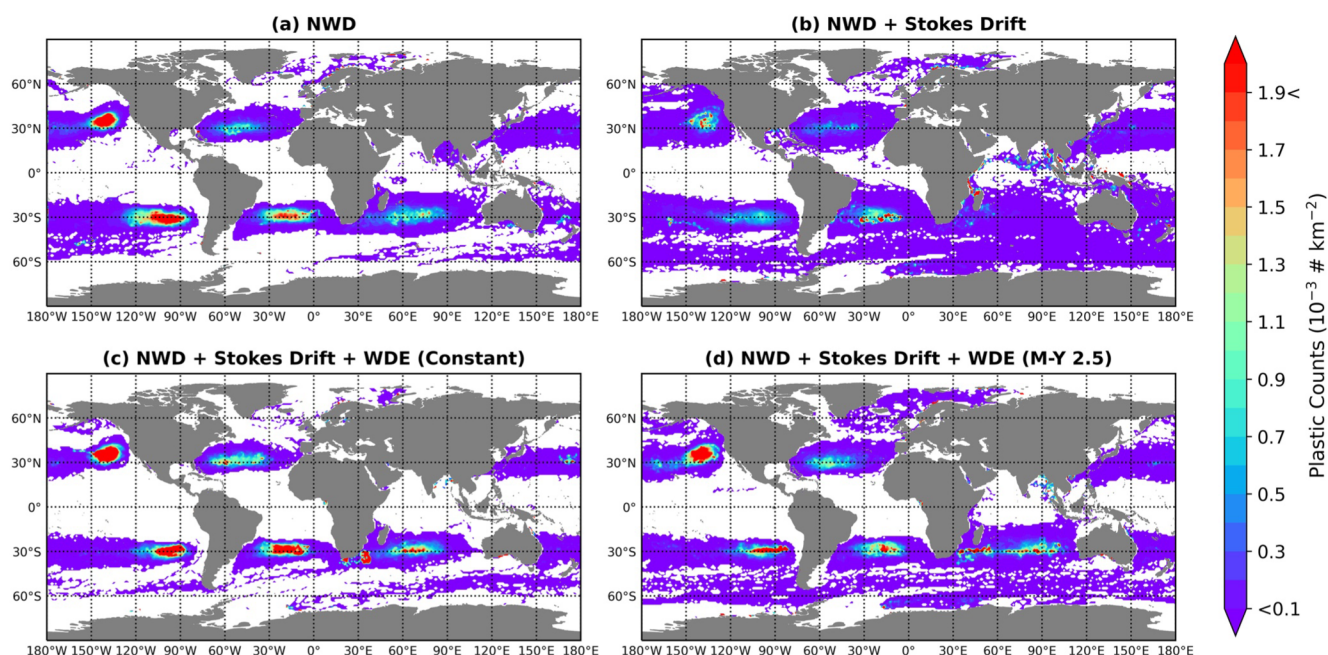 (a) NWD
(b) NWD + Stokes Drift
60°N
30°N
0°
30°S
60°S
180°W 150°W 120°W 90°W 60°W 30°W 0° 30°E 60°E 90°E 120°E 150°E 180°E
60°N
30°N
0°
30°S
60°S
180°W 150°W 120°W 90°W 60°W 30°W 0° 30°E 60°E 90°E 120°E 150°E 180°E
(c) NWD + Stokes Drift + WDE (Constant)
(d) NWD + Stokes Drift + WDE (M-Y 2.5)
60°N
30°N
0°
30°S
60°S
180°W 150°W 120°W 90°W 60°W 30°W 0° 30°E 60°E 90°E 120°E 150°E 180°E
60°N
30°N
0°
30°S
60°S
180°W 150°W 120°W 90°W 60°W 30°W 0° 30°E 60°E 90°E 120°E 150°E 180°E
1.9<
1.7
1.5
1.3
1.1
0.9
0.7
0.5
0.3
<0.1
Plastic Counts (10⁻³ # km⁻²)